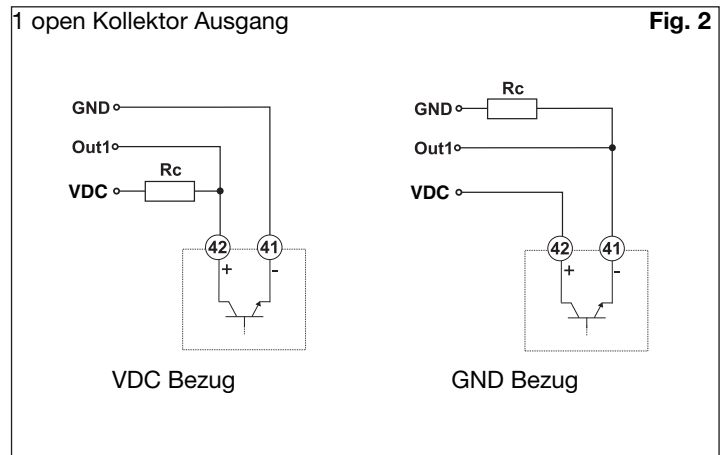 1 open Kollektor Ausgang Fig. 2
GND
Out1
Rc
VDC
42 41
+ -
VDC Bezug
Rc
GND
Out1
VDC
42 41
+ -
GND Bezug